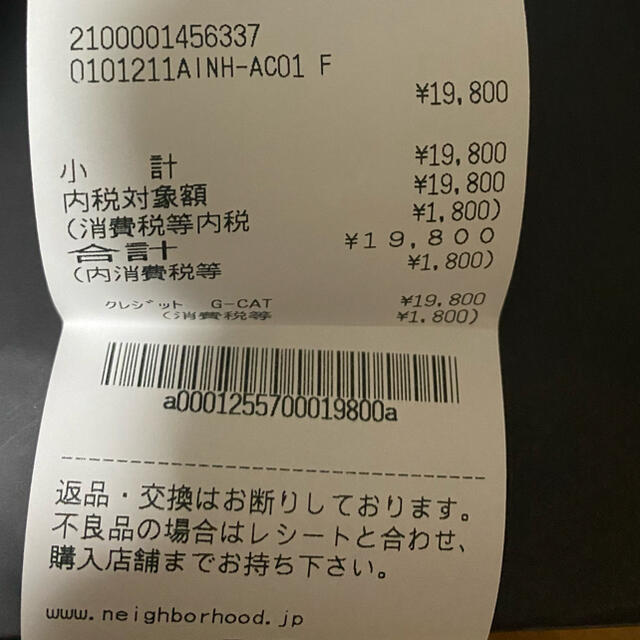 2100001456337
0101211AINH-AC01 F
¥19,800
小 計 ¥19,800
内税対象額 ¥19,800
(消費税等内税 ¥1,800)
合計 ¥19,800
(内消費税等 ¥1,800)
クレジット G-CAT ¥19,800
(消費税等 ¥1,800)
a0001255700019800a
返品・交換はお断りしております。
不良品の場合はレシートと合わせ、
購入店舗までお持ち下さい。
www.neighborhood.jp